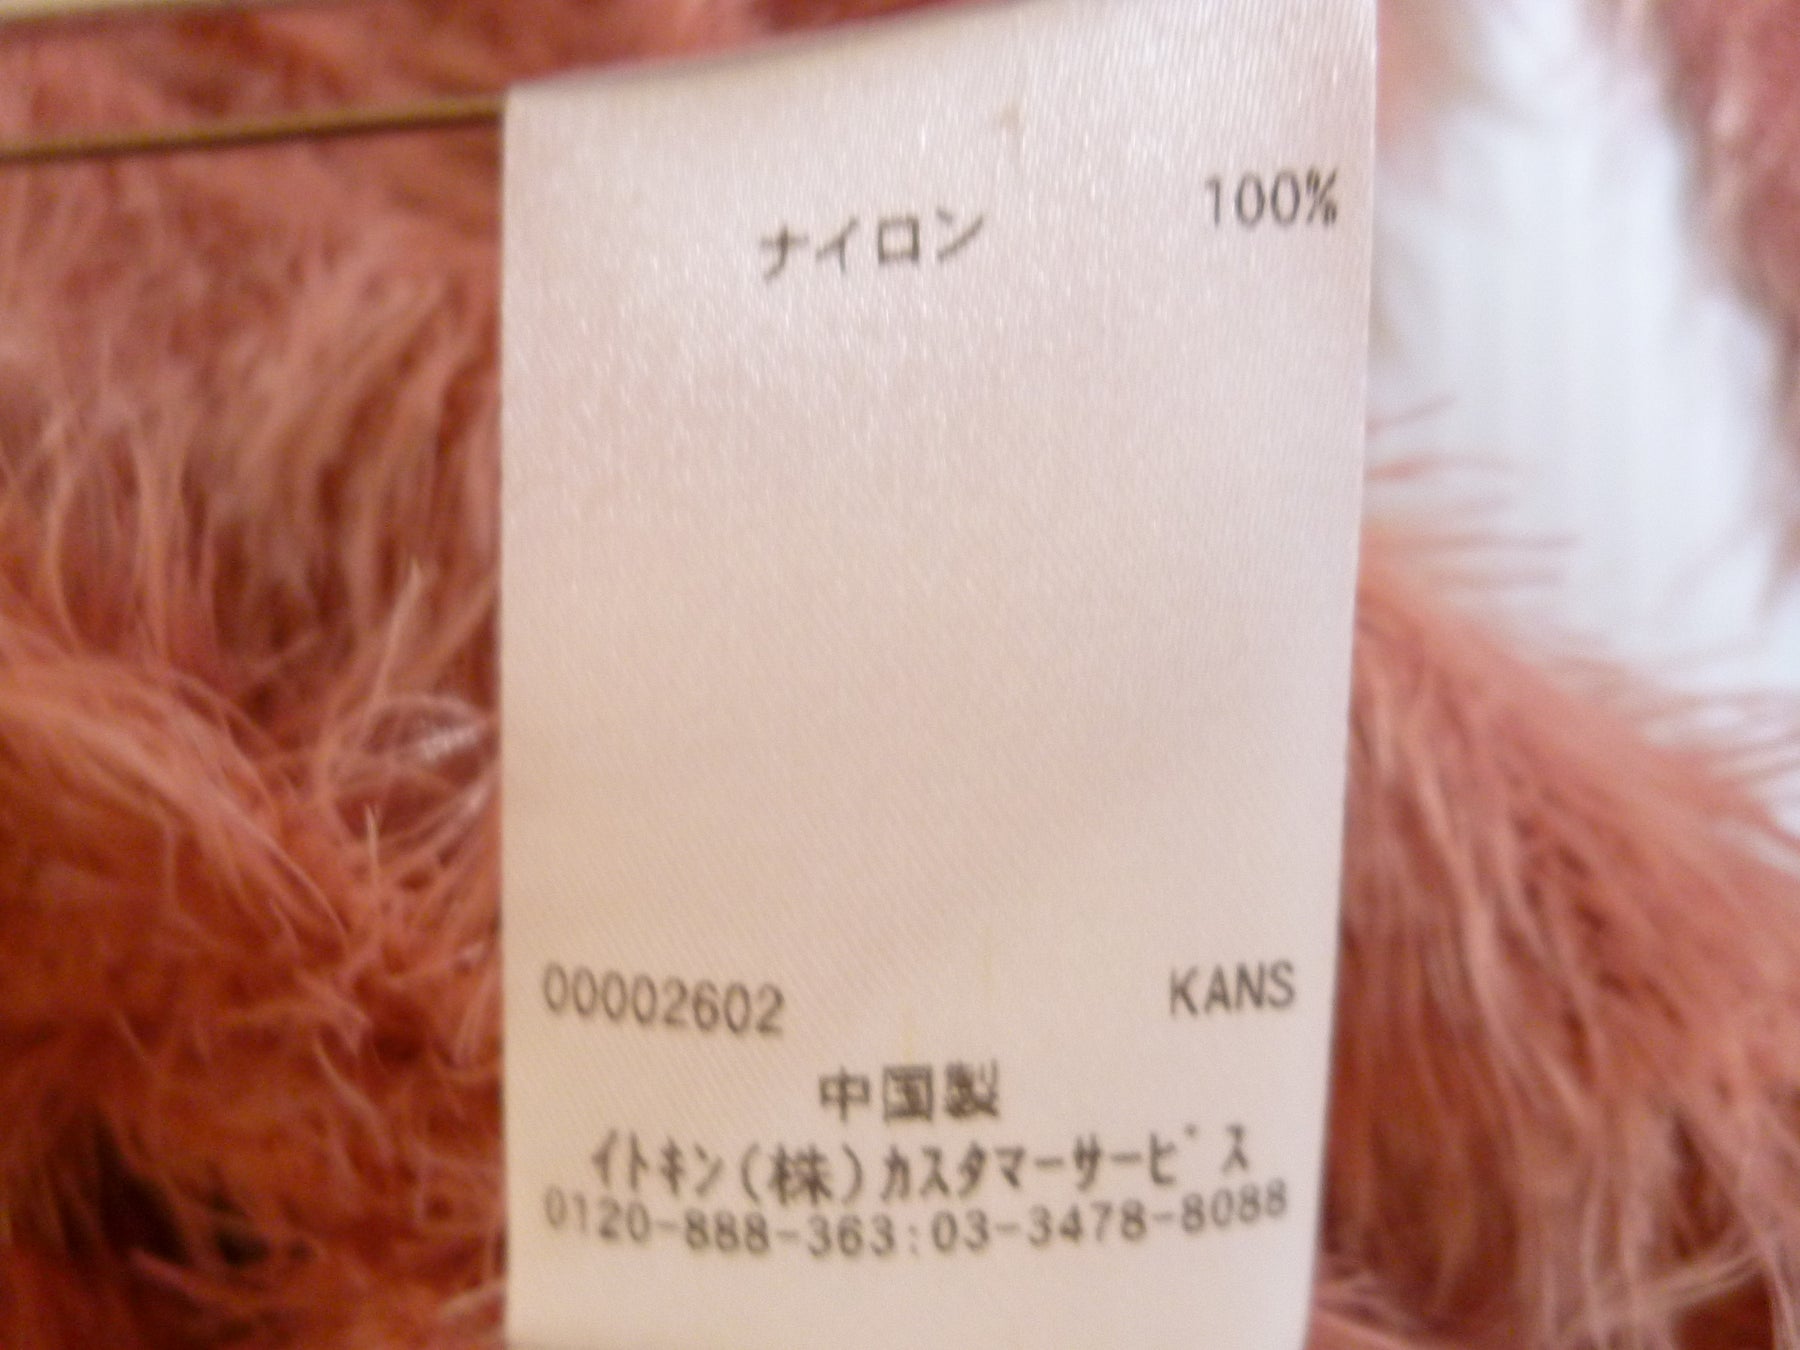 ナイロン 100%
00002602 KANS
中国製
イトキン(株)カスタマーサービス
0120-888-363:03-3478-8088